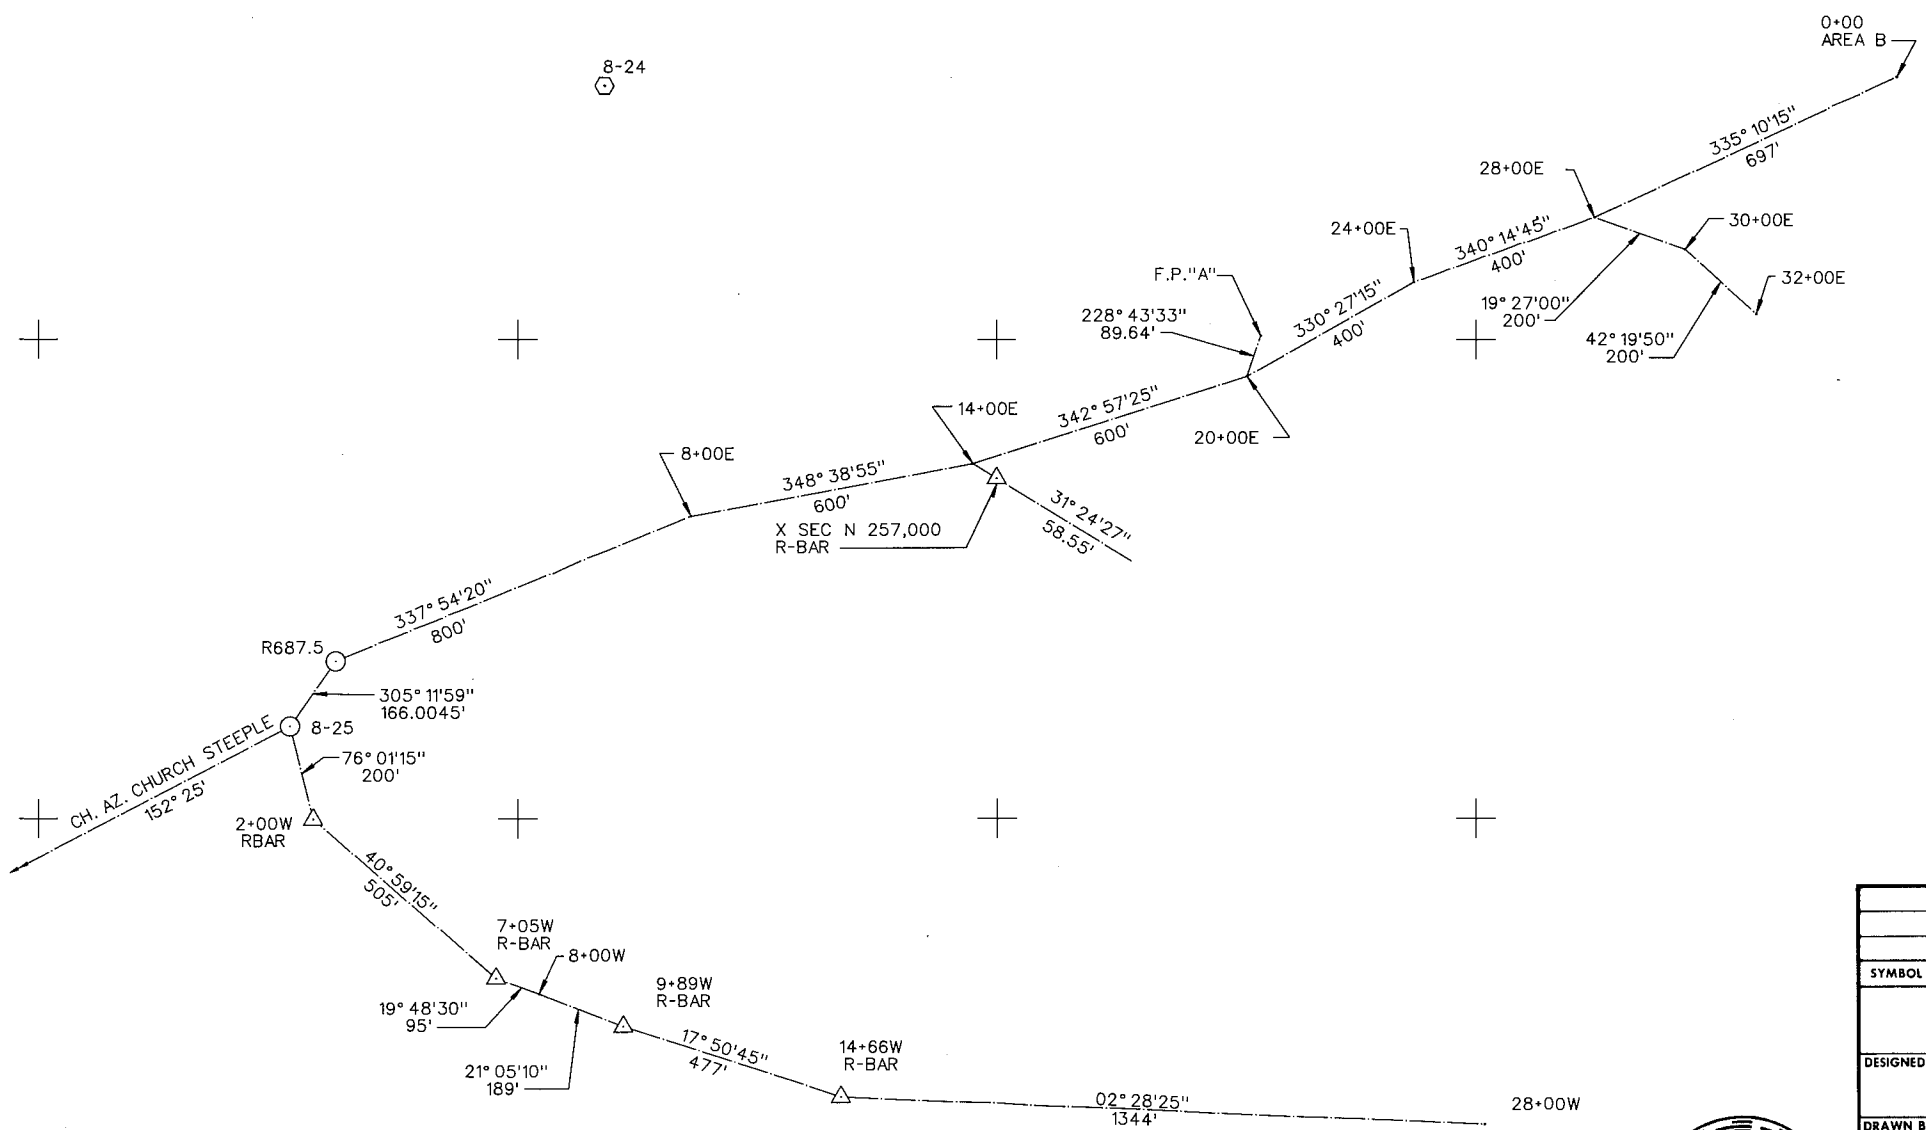 0+00
AREA B
8-24
335° 10'15"
697'
28+00E
30+00E
24+00E
340° 14'45"
400'
F.P."A"
32+00E
228° 43'33"
89.64'
330° 27'15"
400'
19° 27'00"
200'
42° 19'50"
200'
14+00E
342° 57'25"
600'
20+00E
8+00E
348° 38'55"
600'
31° 24'27"
58.55'
X SEC N 257,000
R-BAR
337° 54'20"
800'
R687.5
305° 11'59"
166.0045'
8-25
CH. AZ. CHURCH STEEPLE
152° 25'
76° 01'15"
200'
2+00W
RBAR
40° 59'15"
505'
7+05W
R-BAR
8+00W
9+89W
R-BAR
19° 48'30"
95'
17° 50'45"
477'
21° 05'10"
189'
14+66W
R-BAR
02° 28'25"
1344'
28+00W
SYMBOL
DESIGNED
DRAWN B